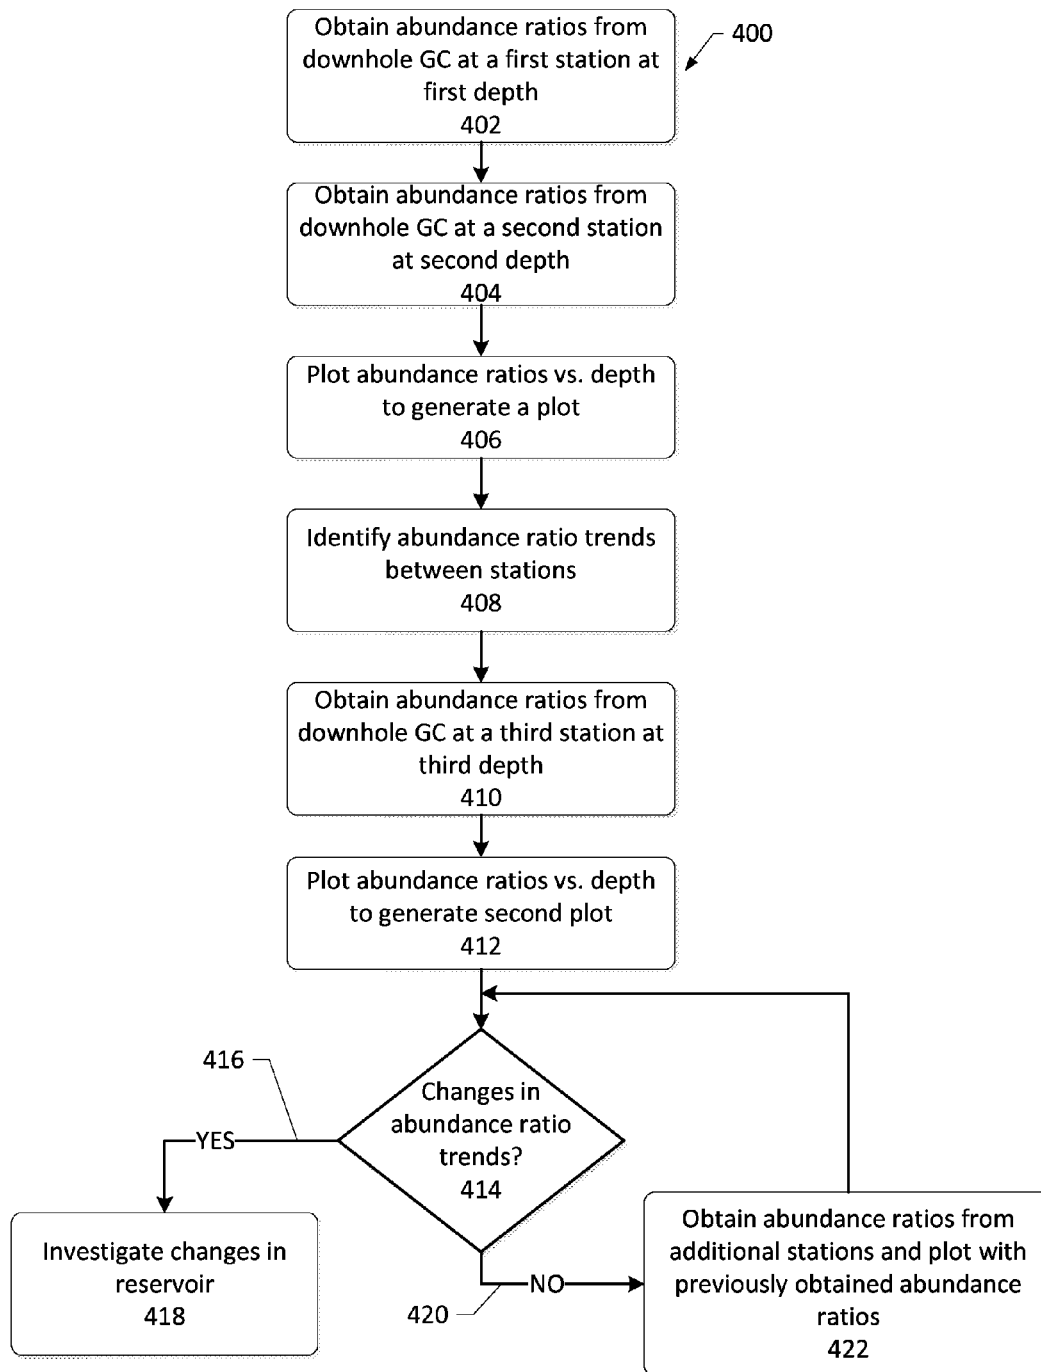 Obtain abundance ratios from
downhole GC at a first station at
first depth
402
400
Obtain abundance ratios from
downhole GC at a second station
at second depth
404
Plot abundance ratios vs. depth
to generate a plot
406
Identify abundance ratio trends
between stations
408
Obtain abundance ratios from
downhole GC at a third station at
third depth
410
Plot abundance ratios vs. depth
to generate second plot
412
416
Changes in
abundance ratio
trends?
414
YES
Investigate changes in
reservoir
418
420
NO
Obtain abundance ratios from
additional stations and plot with
previously obtained abundance
ratios
422